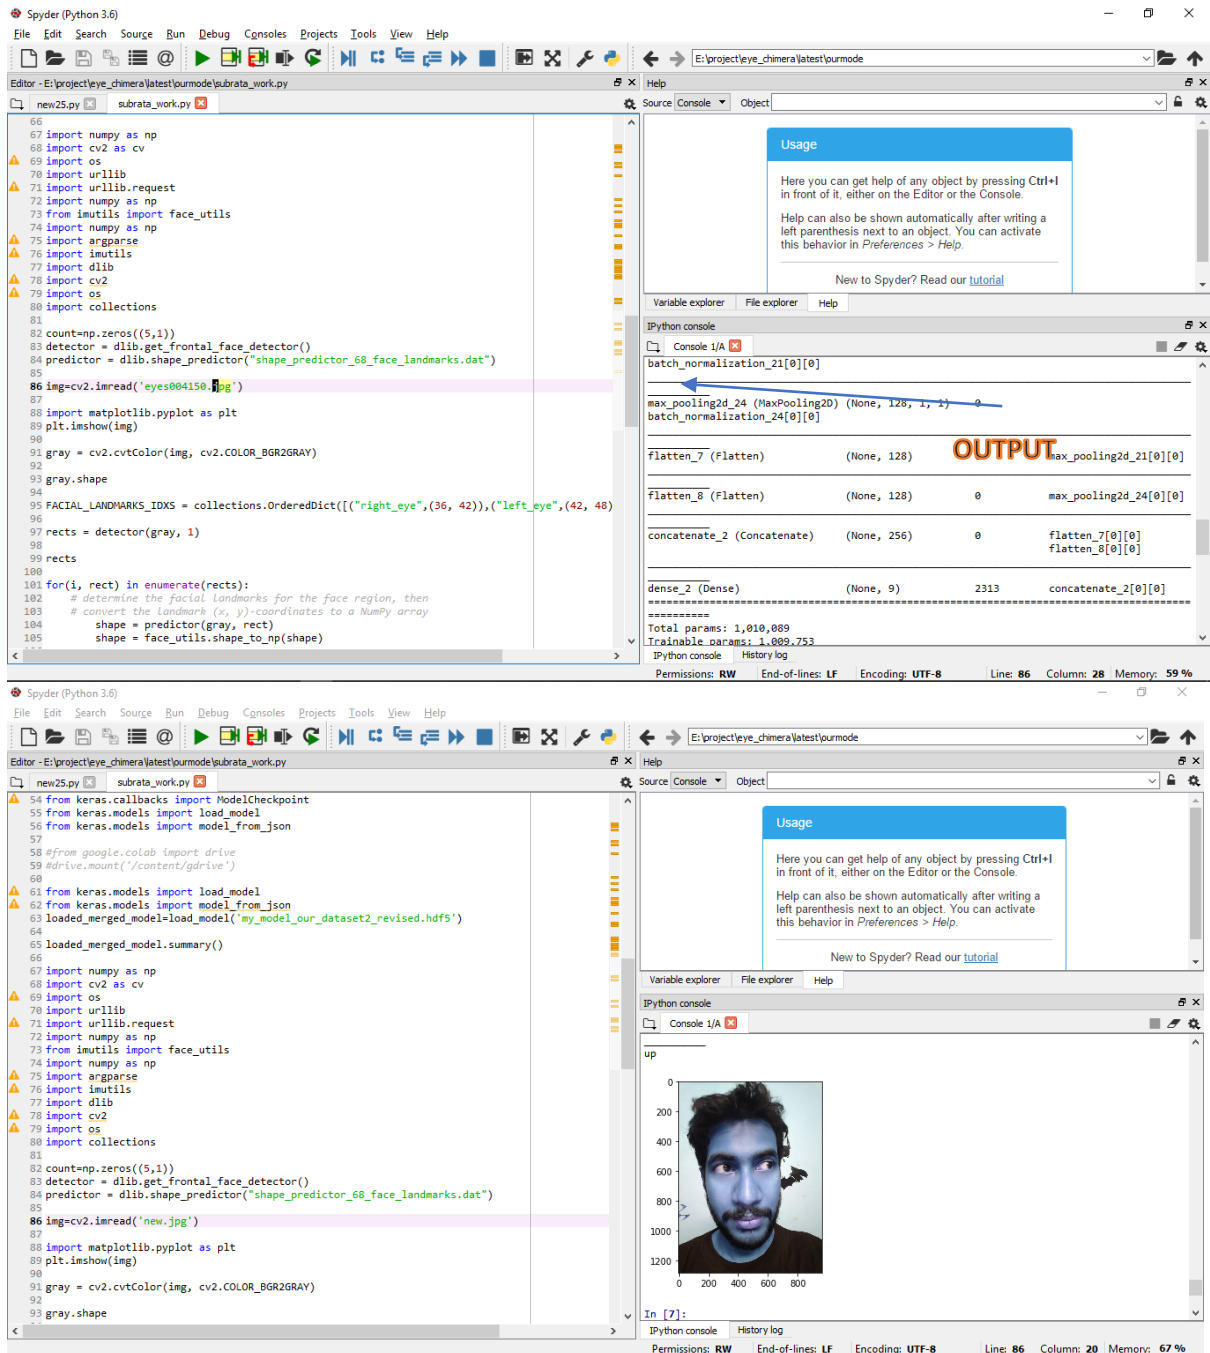 Spyder (Python 3.6)
File Edit Search Source Run Debug Consoles Projects Tools View Help
E:\project\eye_chimera\latest\ourmode
Editor - E:\project\eye_chimera\latest\ourmode\subrata_work.py
new25.py subrata_work.py
66
67 import numpy as np
68 import cv2 as cv
69 import os
70 import urllib
71 import urllib.request
72 import numpy as np
73 from imutils import face_utils
74 import numpy as np
75 import argparse
76 import imutils
77 import dlib
78 import cv2
79 import os
80 import collections
81
82 count=np.zeros((5,1))
83 detector = dlib.get_frontal_face_detector()
84 predictor = dlib.shape_predictor("shape_predictor_68_face_landmarks.dat")
85
86 img=cv2.imread('eyes004150.jpg')
87
88 import matplotlib.pyplot as plt
89 plt.imshow(img)
90
91 gray = cv2.cvtColor(img, cv2.COLOR_BGR2GRAY)
92
93 gray.shape
94
95 FACIAL_LANDMARKS_IDXS = collections.OrderedDict([("right_eye",(36, 42)),("left_eye",(42, 48)
96
97 rects = detector(gray, 1)
98
99 rects
100
101 for(i, rect) in enumerate(rects):
102 # determine the facial landmarks for the face region, then
103 # convert the landmark (x, y)-coordinates to a NumPy array
104 shape = predictor(gray, rect)
105 shape = face_utils.shape_to_np(shape)
Help
Source Console Object
Usage
Here you can get help of any object by pressing Ctrl+I
in front of it, either on the Editor or the Console.
Help can also be shown automatically after writing a
left parenthesis next to an object. You can activate
this behavior in Preferences > Help.
New to Spyder? Read our tutorial
Variable explorer File explorer Help
IPython console
Console 1/A
batch_normalization_21[0][0]
max_pooling2d_24 (MaxPooling2D) (None, 128, 1, 1) 0
batch_normalization_24[0][0]
OUTPUT
flatten_7 (Flatten) (None, 128) max_pooling2d_21[0][0]
flatten_8 (Flatten) (None, 128) 0 max_pooling2d_24[0][0]
concatenate_2 (Concatenate) (None, 256) 0 flatten_7[0][0]
flatten_8[0][0]
dense_2 (Dense) (None, 9) 2313 concatenate_2[0][0]
Total params: 1,010,089
Trainable params: 1,009,753
IPython console History log
Permissions: RW End-of-lines: LF Encoding: UTF-8 Line: 86 Column: 28 Memory: 59 %
Spyder (Python 3.6)
File Edit Search Source Run Debug Consoles Projects Tools View Help
E:\project\eye_chimera\latest\ourmode
Editor - E:\project\eye_chimera\latest\ourmode\subrata_work.py
new25.py subrata_work.py
54 from keras.callbacks import ModelCheckpoint
55 from keras.models import load_model
56 from keras.models import model_from_json
57
58 #from google.colab import drive
59 #drive.mount('/content/gdrive')
60
61 from keras.models import load_model
62 from keras.models import model_from_json
63 loaded_merged_model=load_model('my_model_our_dataset2_revised.hdf5')
64
65 loaded_merged_model.summary()
66
67 import numpy as np
68 import cv2 as cv
69 import os
70 import urllib
71 import urllib.request
72 import numpy as np
73 from imutils import face_utils
74 import numpy as np
75 import argparse
76 import imutils
77 import dlib
78 import cv2
79 import os
80 import collections
81
82 count=np.zeros((5,1))
83 detector = dlib.get_frontal_face_detector()
84 predictor = dlib.shape_predictor("shape_predictor_68_face_landmarks.dat")
85
86 img=cv2.imread('new.jpg')
87
88 import matplotlib.pyplot as plt
89 plt.imshow(img)
90
91 gray = cv2.cvtColor(img, cv2.COLOR_BGR2GRAY)
92
93 gray.shape
Help
Source Console Object
Usage
Here you can get help of any object by pressing Ctrl+I
in front of it, either on the Editor or the Console.
Help can also be shown automatically after writing a
left parenthesis next to an object. You can activate
this behavior in Preferences > Help.
New to Spyder? Read our tutorial
Variable explorer File explorer Help
IPython console
Console 1/A
up
0
200
400
600
800
1000
1200
0 200 400 600 800
In [7]:
IPython console History log
Permissions: RW End-of-lines: LF Encoding: UTF-8 Line: 86 Column: 20 Memory: 67 %